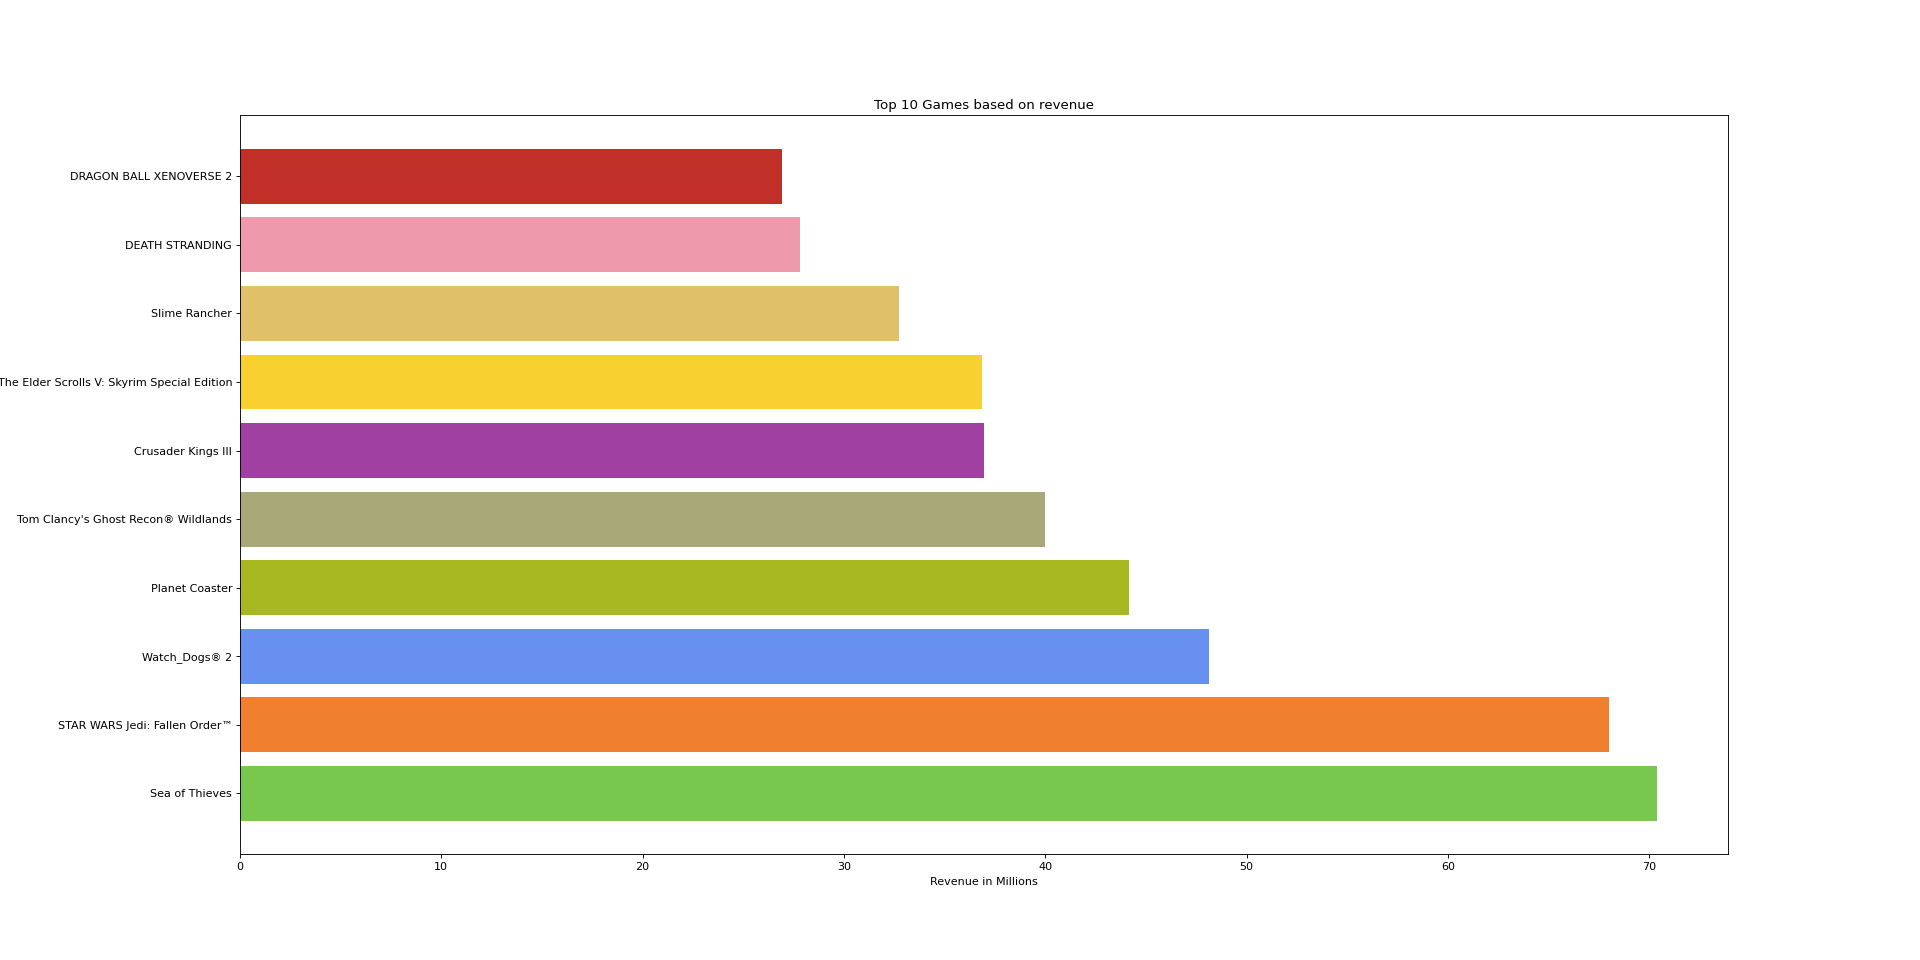 Top 10 Games based on revenue
DRAGON BALL XENOVERSE 2
DEATH STRANDING
Slime Rancher
The Elder Scrolls V: Skyrim Special Edition
Crusader Kings III
Tom Clancy's Ghost Recon® Wildlands
Planet Coaster
Watch_Dogs® 2
STAR WARS Jedi: Fallen Order™
Sea of Thieves
0 10 20 30 40 50 60 70
Revenue in Millions